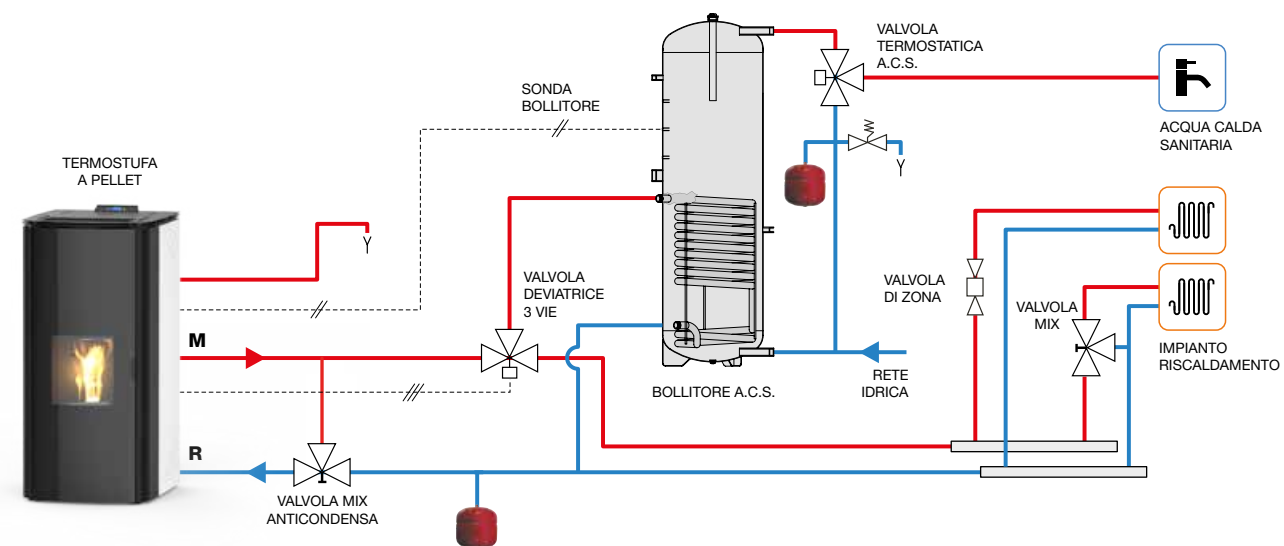 VALVOLA
TERMOSTATICA
A.C.S.
SONDA
BOLLITORE
ACQUA CALDA
SANITARIA
TERMOSTUFA
A PELLET
VALVOLA
DEVIATRICE
3 VIE
VALVOLA
DI ZONA
VALVOLA
MIX
M
IMPIANTO
RISCALDAMENTO
RETE
IDRICA
BOLLITORE A.C.S.
R
VALVOLA MIX
ANTICONDENSA